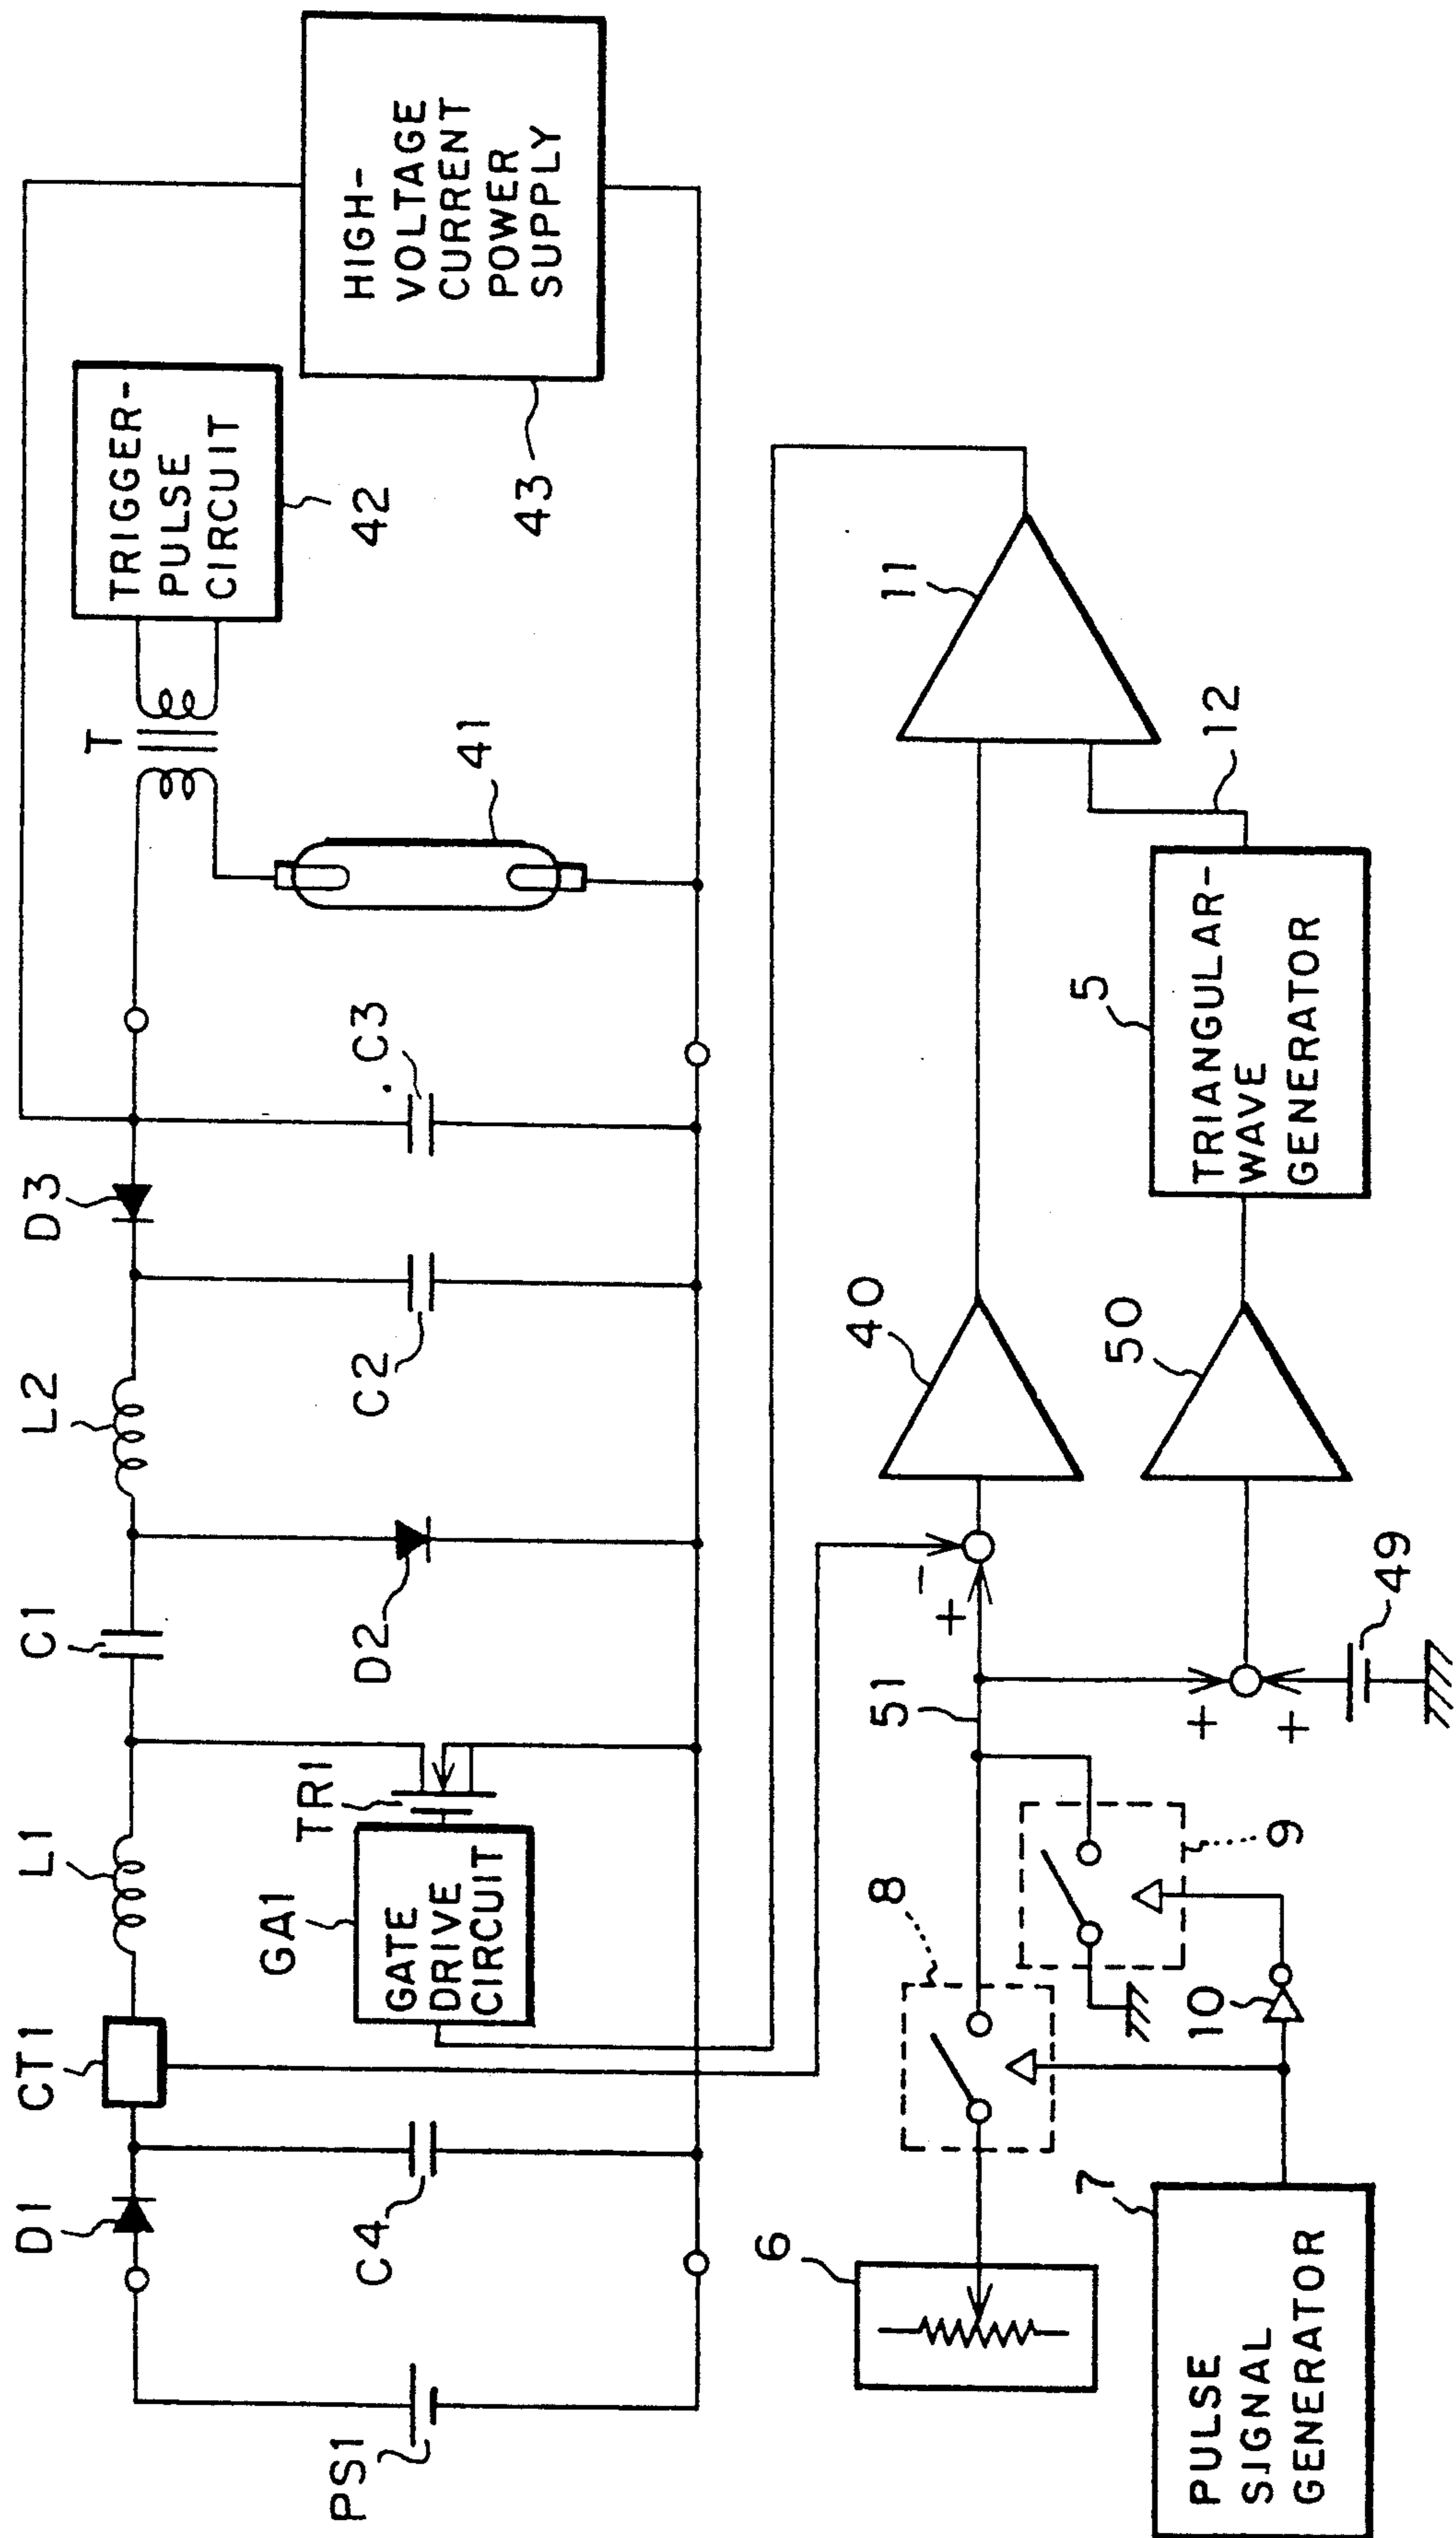 D1
CT1
L1
C1
L2
D3
T
TRIGGER-
PULSE
CIRCUIT
42
HIGH-
VOLTAGE
CURRENT
POWER
SUPPLY
43
PS1
C4
GA1
GATE
DRIVE
CIRCUIT
TR1
D2
C2
C3
41
6
8
51
-
+
40
11
9
+
+
50
5
TRIANGULAR-
WAVE
GENERATOR
12
7
PULSE
SIGNAL
GENERATOR
10
49